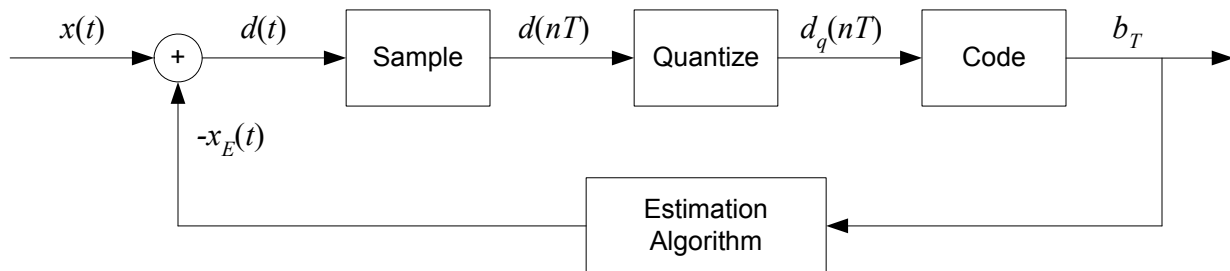 x(t)
d(t)
d(nT)
d_q(nT)
b_T
+
Sample
Quantize
Code
-x_E(t)
Estimation
Algorithm